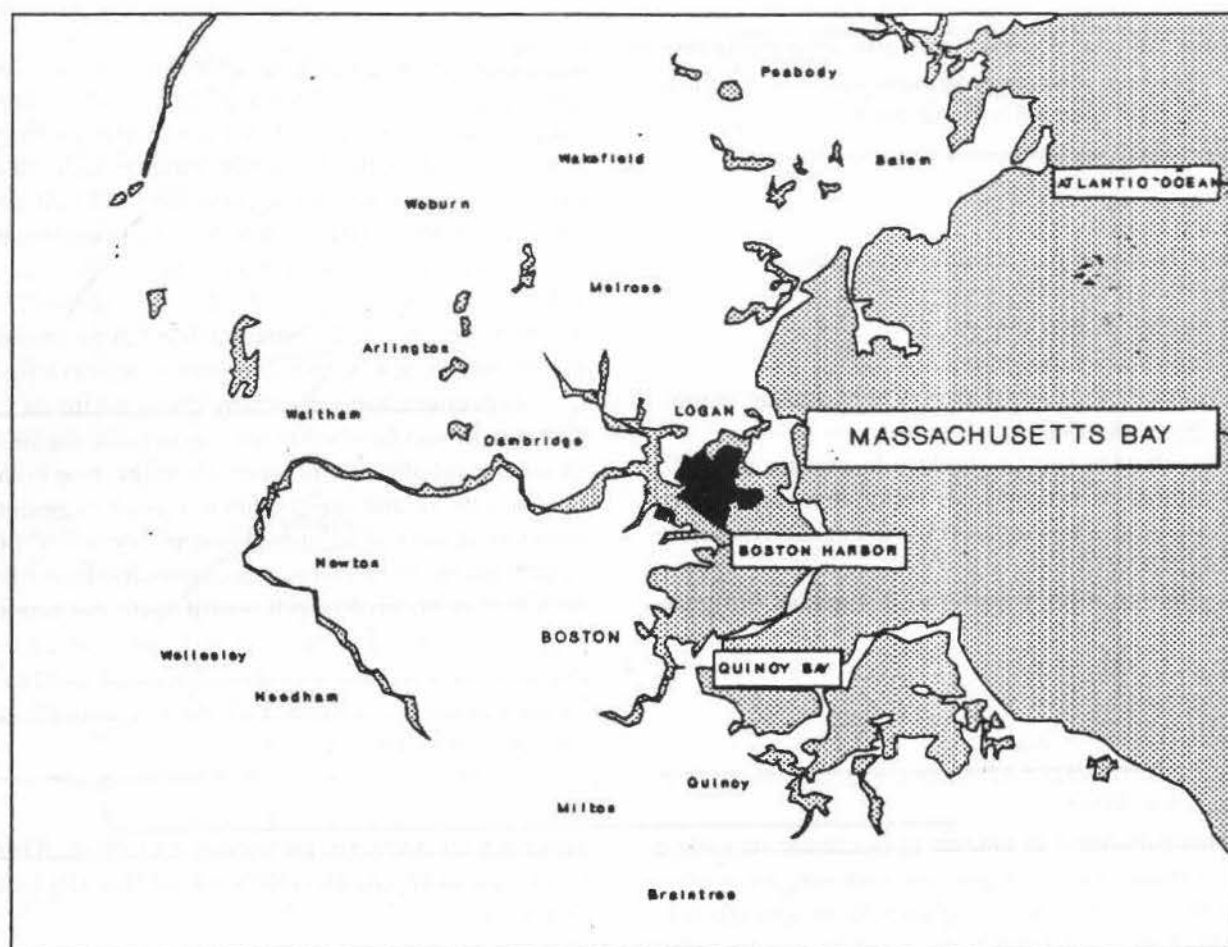 Peabody
Wakefield
Salem
ATLANTIC OCEAN
Woburn
Melrose
Arlington
Waltham
LOGAN
MASSACHUSETTS BAY
Cambridge
BOSTON HARBOR
Newton
BOSTON
Wellesley
QUINCY BAY
Needham
Quincy
Milton
Braintree